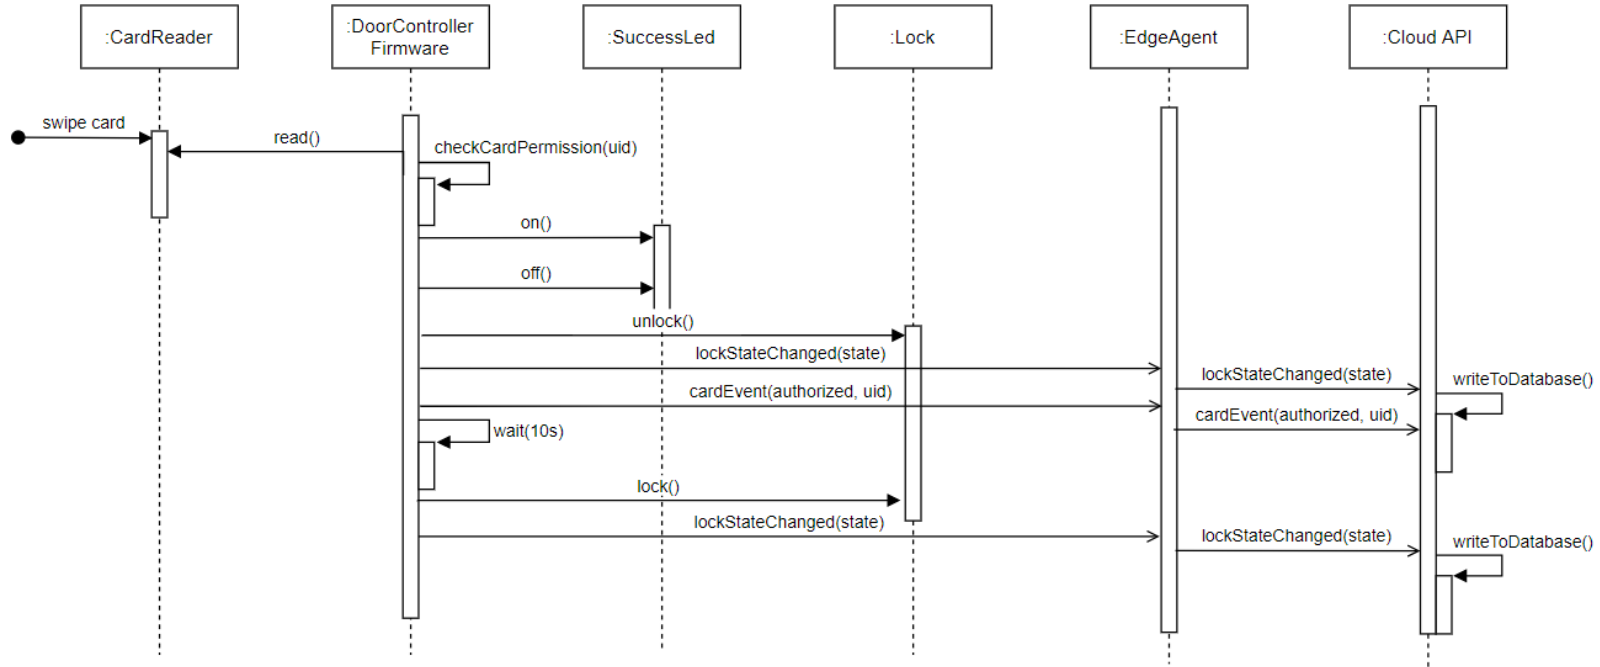 :CardReader
:DoorController
Firmware
:SuccessLed
:Lock
:EdgeAgent
:Cloud API
swipe card
read()
checkCardPermission(uid)
on()
off()
unlock()
lockStateChanged(state)
lockStateChanged(state)
writeToDatabase()
cardEvent(authorized, uid)
cardEvent(authorized, uid)
wait(10s)
lock()
lockStateChanged(state)
lockStateChanged(state)
writeToDatabase()